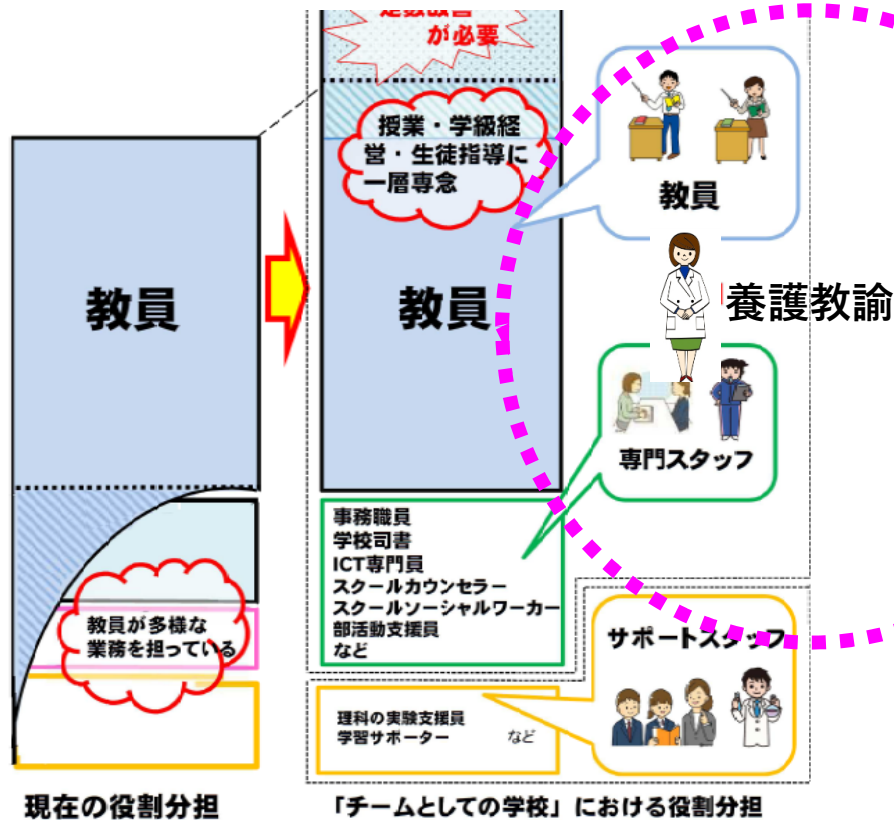 が必要
授業・学級経
営・生徒指導に
一層専念
教員
教員
教員
養護教諭
専門スタッフ
事務職員
学校司書
ICT専門員
スクールカウンセラー
スクールソーシャルワーカー
部活動支援員
など
教員が多様な
業務を担っている
サポートスタッフ
理科の実験支援員
学習サポーター　など
現在の役割分担
「チームとしての学校」における役割分担